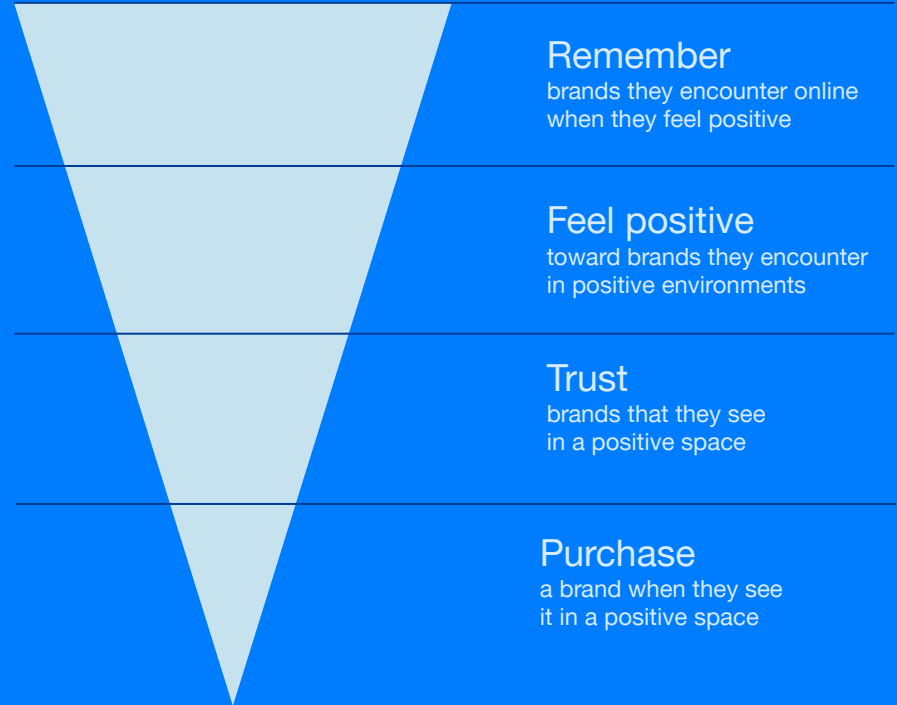 Remember
brands they encounter online
when they feel positive
Feel positive
toward brands they encounter
in positive environments
Trust
brands that they see
in a positive space
Purchase
a brand when they see
it in a positive space